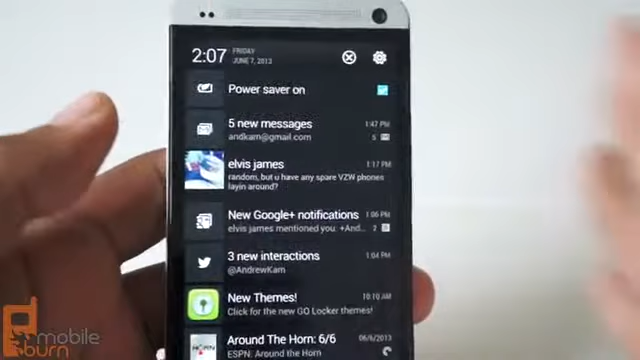 2:07 FRIDAY
JUNE 7, 2013
Power saver on
5 new messages 1:47 PM
andkam@gmail.com 5
elvis james 1:17 PM
random, but u have any spare VZW phones
layin around?
New Google+ notifications 1:06 PM
elvis james mentioned you: +And... 2
3 new interactions 1:04 PM
@AndrewKam
New Themes! 10:10 AM
Click for the new GO Locker themes!
Around The Horn: 6/6 06/6/2013
ESPN: Around the Horn
mobile
burn